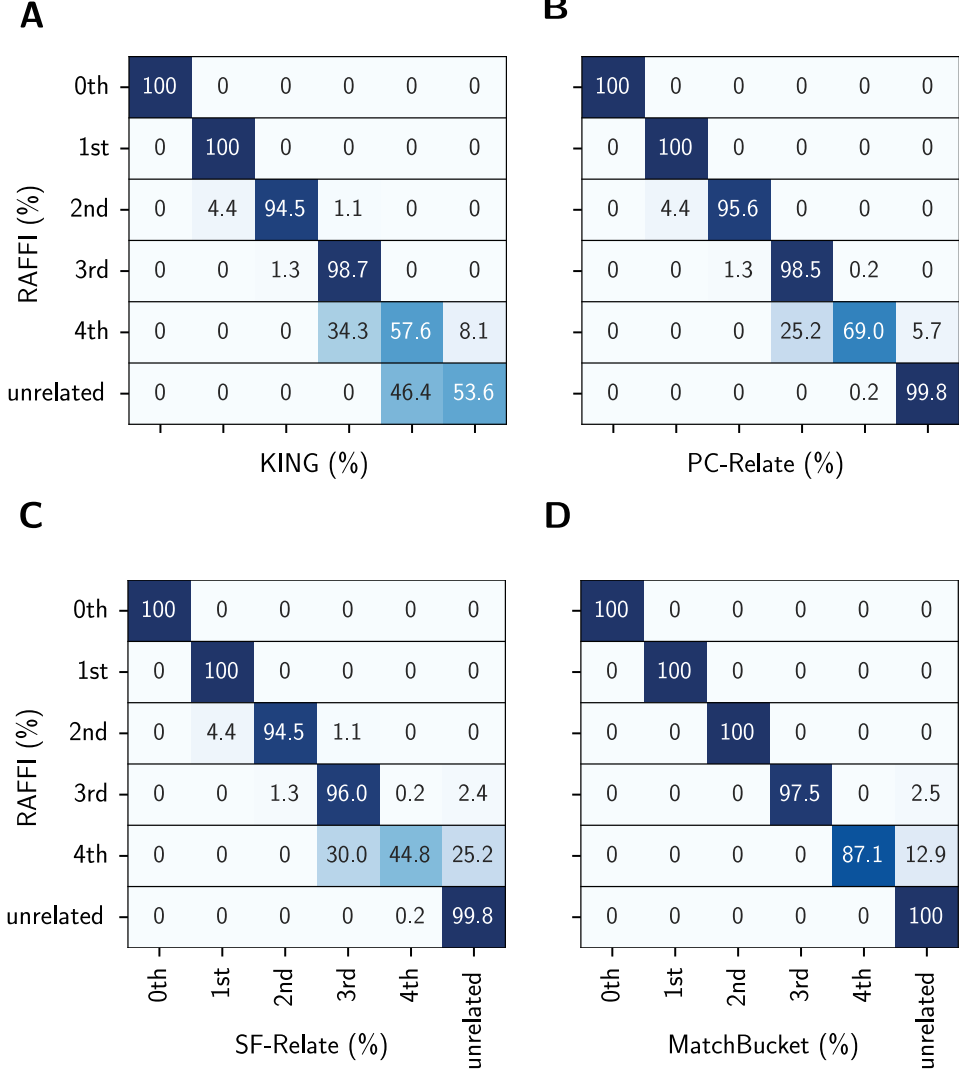 A
B
0th 100 0 0 0 0 0
1st 0 100 0 0 0 0
2nd 0 4.4 94.5 1.1 0 0
3rd 0 0 1.3 98.7 0 0
4th 0 0 0 34.3 57.6 8.1
unrelated 0 0 0 0 46.4 53.6
RAFFI (%)
KING (%)
100 0 0 0 0 0
0 100 0 0 0 0
0 4.4 95.6 0 0 0
0 0 1.3 98.5 0.2 0
0 0 0 25.2 69.0 5.7
0 0 0 0 0.2 99.8
PC-Relate (%)
C
D
0th 100 0 0 0 0 0
1st 0 100 0 0 0 0
2nd 0 4.4 94.5 1.1 0 0
3rd 0 0 1.3 96.0 0.2 2.4
4th 0 0 0 30.0 44.8 25.2
unrelated 0 0 0 0 0.2 99.8
RAFFI (%)
0th 1st 2nd 3rd 4th unrelated
SF-Relate (%)
100 0 0 0 0 0
0 100 0 0 0 0
0 0 100 0 0 0
0 0 0 97.5 0 2.5
0 0 0 0 87.1 12.9
0 0 0 0 0 100
0th 1st 2nd 3rd 4th unrelated
MatchBucket (%)